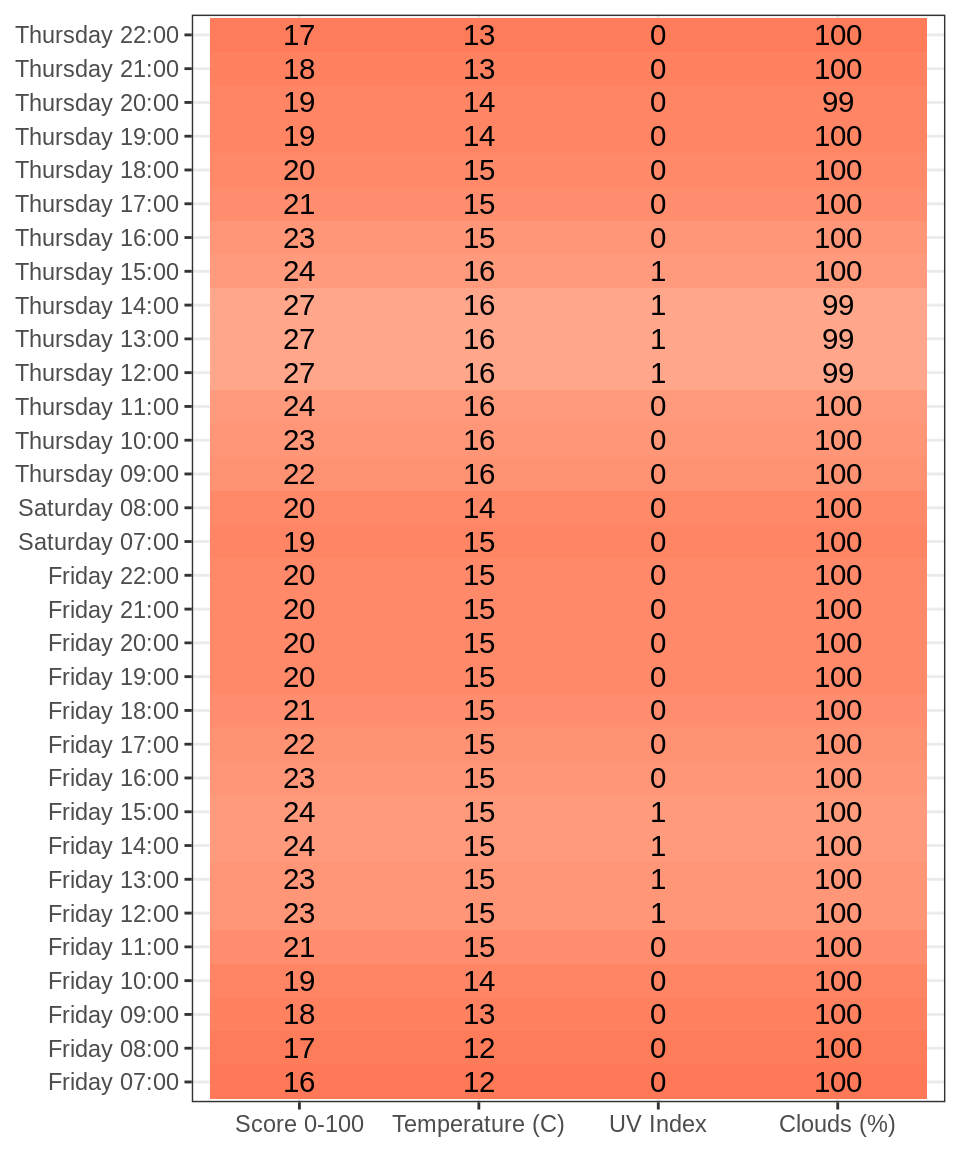 Thursday 22:00 17 13 0 100
Thursday 21:00 18 13 0 100
Thursday 20:00 19 14 0 99
Thursday 19:00 19 14 0 100
Thursday 18:00 20 15 0 100
Thursday 17:00 21 15 0 100
Thursday 16:00 23 15 0 100
Thursday 15:00 24 16 1 100
Thursday 14:00 27 16 1 99
Thursday 13:00 27 16 1 99
Thursday 12:00 27 16 1 99
Thursday 11:00 24 16 0 100
Thursday 10:00 23 16 0 100
Thursday 09:00 22 16 0 100
Saturday 08:00 20 14 0 100
Saturday 07:00 19 15 0 100
Friday 22:00 20 15 0 100
Friday 21:00 20 15 0 100
Friday 20:00 20 15 0 100
Friday 19:00 20 15 0 100
Friday 18:00 21 15 0 100
Friday 17:00 22 15 0 100
Friday 16:00 23 15 0 100
Friday 15:00 24 15 1 100
Friday 14:00 24 15 1 100
Friday 13:00 23 15 1 100
Friday 12:00 23 15 1 100
Friday 11:00 21 15 0 100
Friday 10:00 19 14 0 100
Friday 09:00 18 13 0 100
Friday 08:00 17 12 0 100
Friday 07:00 16 12 0 100
Score 0-100 Temperature (C) UV Index Clouds (%)